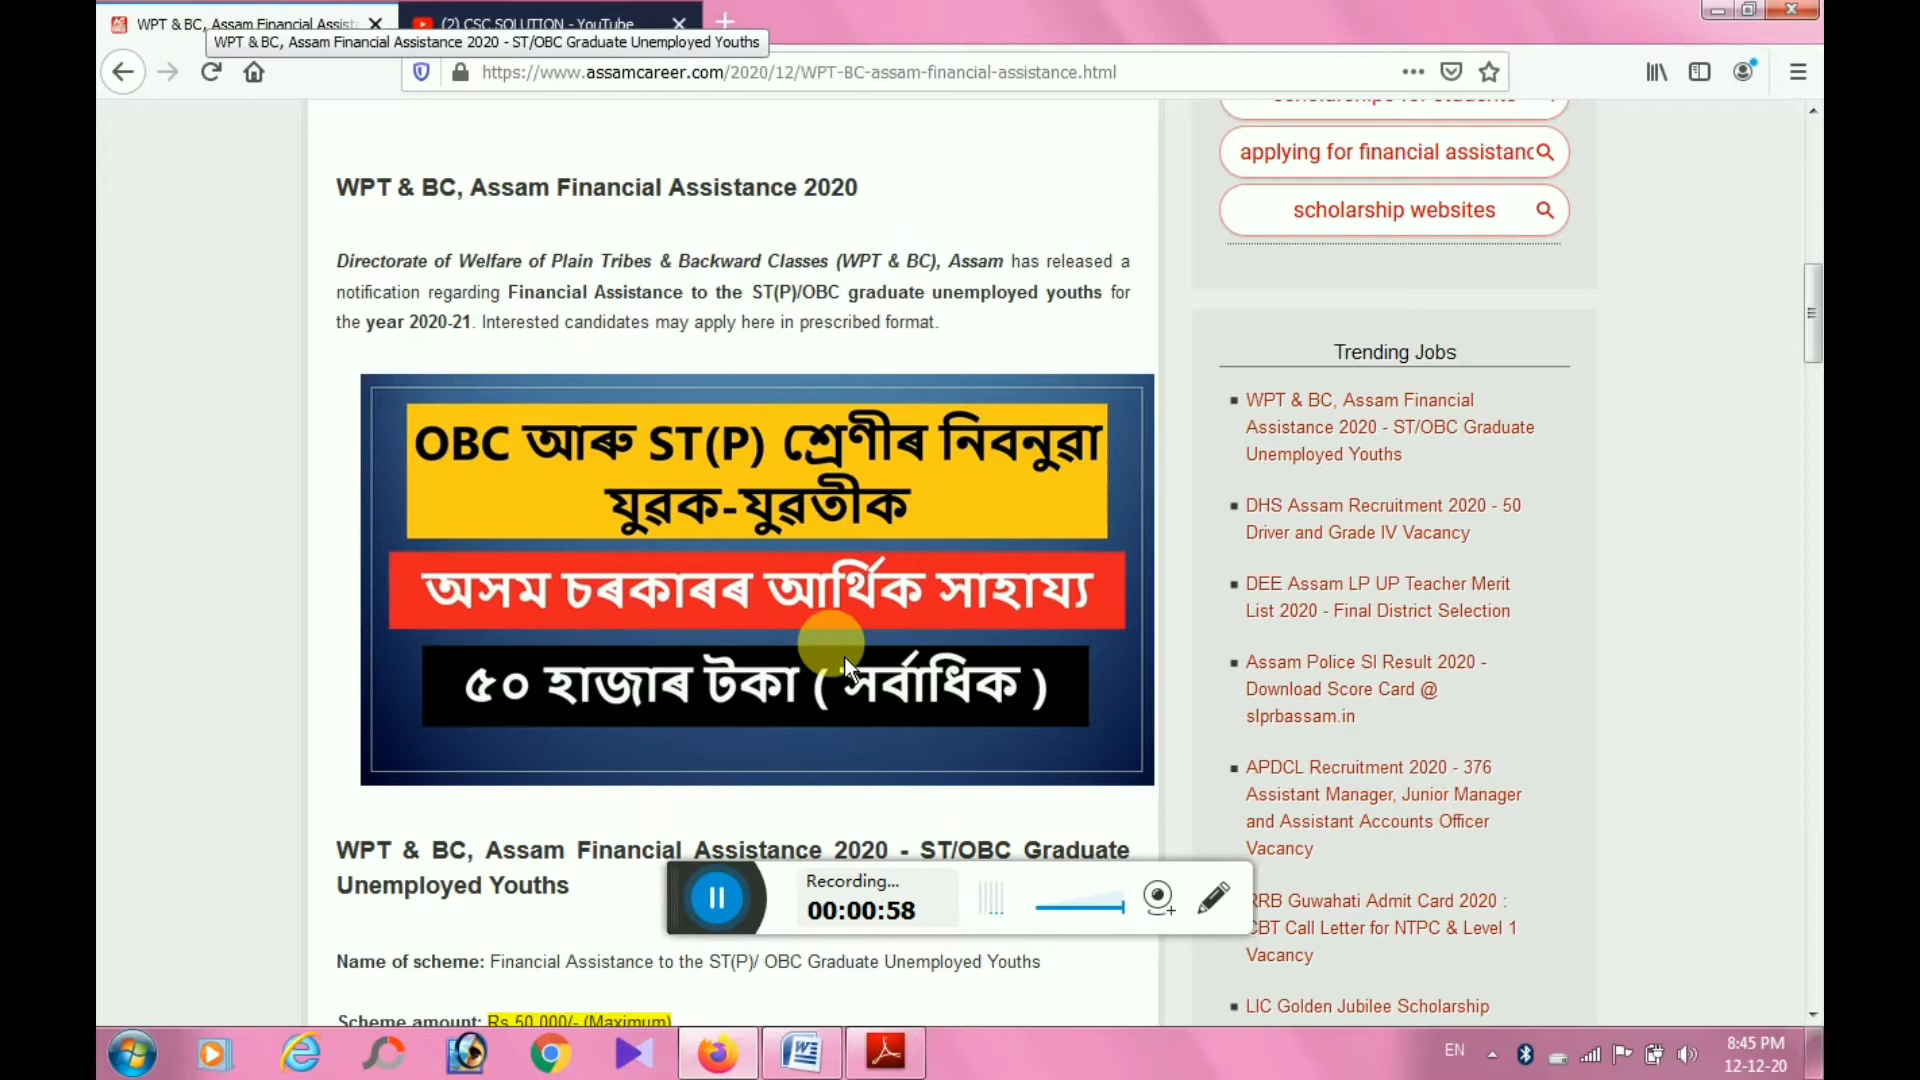 WPT & BC, Assam Financial Assista
(2) CSC SOLUTION - YouTube
WPT & BC, Assam Financial Assistance 2020 - ST/OBC Graduate Unemployed Youths
https://www.assamcareer.com/2020/12/WPT-BC-assam-financial-assistance.html
WPT & BC, Assam Financial Assistance 2020
Directorate of Welfare of Plain Tribes & Backward Classes (WPT & BC), Assam has released a
notification regarding Financial Assistance to the ST(P)/OBC graduate unemployed youths for
the year 2020-21. Interested candidates may apply here in prescribed format.
OBC আৰু ST(P) শ্ৰেণীৰ নিবনুৱা
যুৱক-যুৱতীক
অসম চৰকাৰৰ আৰ্থিক সাহায্য
৫০ হাজাৰ টকা ( সৰ্বাধিক )
WPT & BC, Assam Financial Assistance 2020 - ST/OBC Graduate
Unemployed Youths
Name of scheme: Financial Assistance to the ST(P)/ OBC Graduate Unemployed Youths
Scheme amount: Rs 50,000/- (Maximum)
scholarships for students
applying for financial assistanc
scholarship websites
Trending Jobs
WPT & BC, Assam Financial
Assistance 2020 - ST/OBC Graduate
Unemployed Youths
DHS Assam Recruitment 2020 - 50
Driver and Grade IV Vacancy
DEE Assam LP UP Teacher Merit
List 2020 - Final District Selection
Assam Police SI Result 2020 -
Download Score Card @
slprbassam.in
APDCL Recruitment 2020 - 376
Assistant Manager, Junior Manager
and Assistant Accounts Officer
Vacancy
RRB Guwahati Admit Card 2020 :
CBT Call Letter for NTPC & Level 1
Vacancy
LIC Golden Jubilee Scholarship
Recording...
00:00:58
EN
8:45 PM
12-12-20